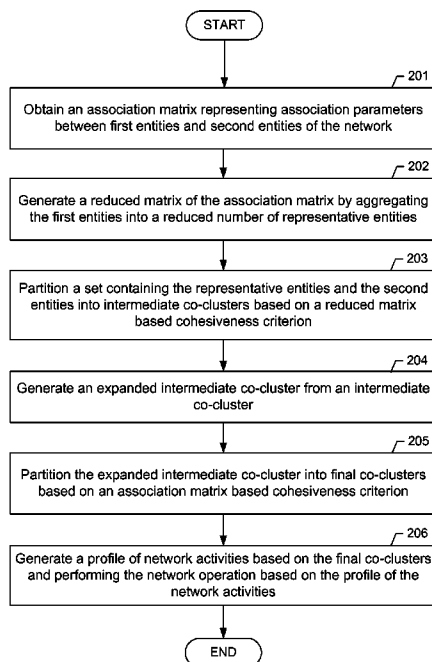 START
201
Obtain an association matrix representing association parameters
between first entities and second entities of the network
202
Generate a reduced matrix of the association matrix by aggregating
the first entities into a reduced number of representative entities
203
Partition a set containing the representative entities and the second
entities into intermediate co-clusters based on a reduced matrix
based cohesiveness criterion
204
Generate an expanded intermediate co-cluster from an intermediate
co-cluster
205
Partition the expanded intermediate co-cluster into final co-clusters
based on an association matrix based cohesiveness criterion
206
Generate a profile of network activities based on the final co-clusters
and performing the network operation based on the profile of the
network activities
END